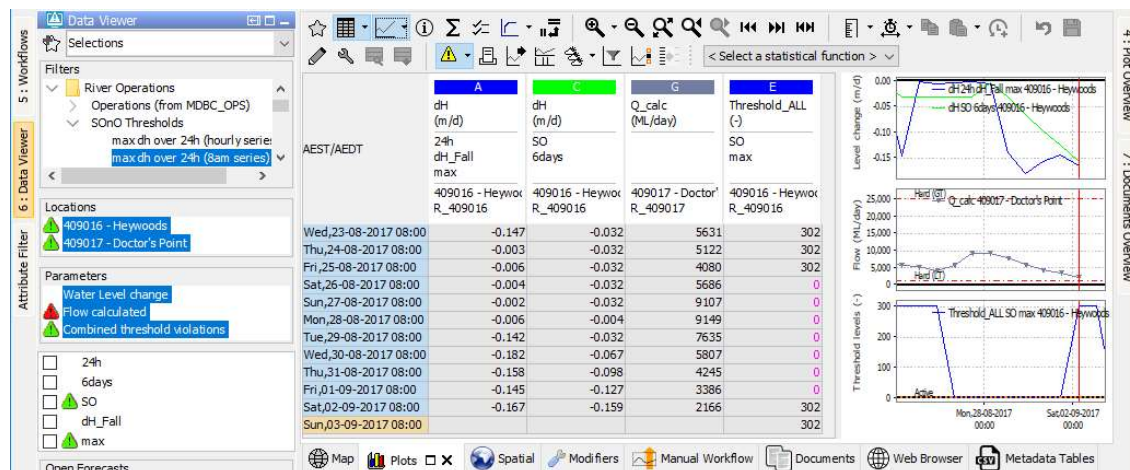 5 : Workflows
6 : Data Viewer
Attribute Filter
Data Viewer
Selections
Filters
River Operations
Operations (from MDBC_OPS)
SOnO Thresholds
max dh over 24h (hourly serie
max dh over 24h (8am series)
Locations
409016 - Heywoods
409017 - Doctor's Point
Parameters
Water Level change
Flow calculated
Combined threshold violations
24h
6days
SO
dH_Fall
max
Open Forecasts
< Select a statistical function >
A C G E
dH dH Q_calc Threshold_ALL
(m/d) (m/d) (ML/day) (-)
24h SO SO
AEST/AEDT dH_Fall 6days max
max
409016 - Heywoo 409016 - Heywoo 409017 - Doctor' 409016 - Heywo
R_409016 R_409016 R_409017 R_409016
Wed,23-08-2017 08:00 -0.147 -0.032 5631 302
Thu,24-08-2017 08:00 -0.003 -0.032 5122 302
Fri,25-08-2017 08:00 -0.006 -0.032 4080 302
Sat,26-08-2017 08:00 -0.004 -0.032 5686 0
Sun,27-08-2017 08:00 -0.002 -0.032 9107 0
Mon,28-08-2017 08:00 -0.006 -0.004 9149 0
Tue,29-08-2017 08:00 -0.142 -0.032 7635 0
Wed,30-08-2017 08:00 -0.182 -0.067 5807 0
Thu,31-08-2017 08:00 -0.158 -0.098 4245 0
Fri,01-09-2017 08:00 -0.145 -0.127 3386 0
Sat,02-09-2017 08:00 -0.167 -0.159 2166 302
Sun,03-09-2017 08:00 302
Level change (m/d)
0.00
-0.05
-0.10
-0.15
dH 24h dH_Fall max 409016 - Heywoods
dH SO 6days 409016 - Heywoods
Flow (ML/day)
25,000
20,000
15,000
10,000
5,000
Hard (GT)
Q_calc 409017 - Doctor's Point
Hard (LT)
Threshold levels (-)
300
200
100
0
Threshold_ALL SO max 409016 - Heywoods
Active
Mon,28-08-2017 Sat,02-09-2017
00:00 00:00
4 : Plot Overview
7 : Documents Overview
Map Plots Spatial Modifiers Manual Workflow Documents Web Browser CSV Metadata Tables